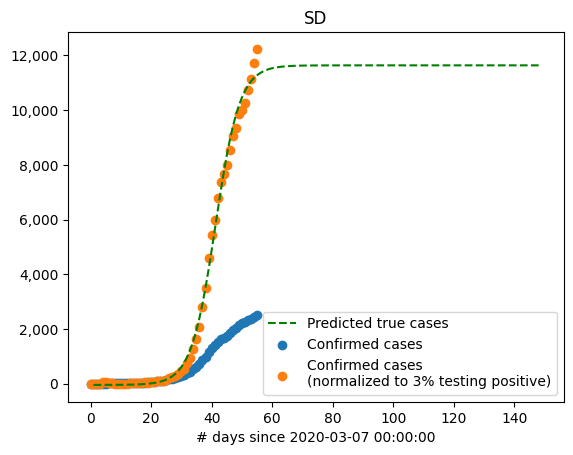 SD
12,000
10,000
8,000
6,000
4,000
2,000
0
Predicted true cases
Confirmed cases
Confirmed cases
(normalized to 3% testing positive)
0 20 40 60 80 100 120 140
# days since 2020-03-07 00:00:00